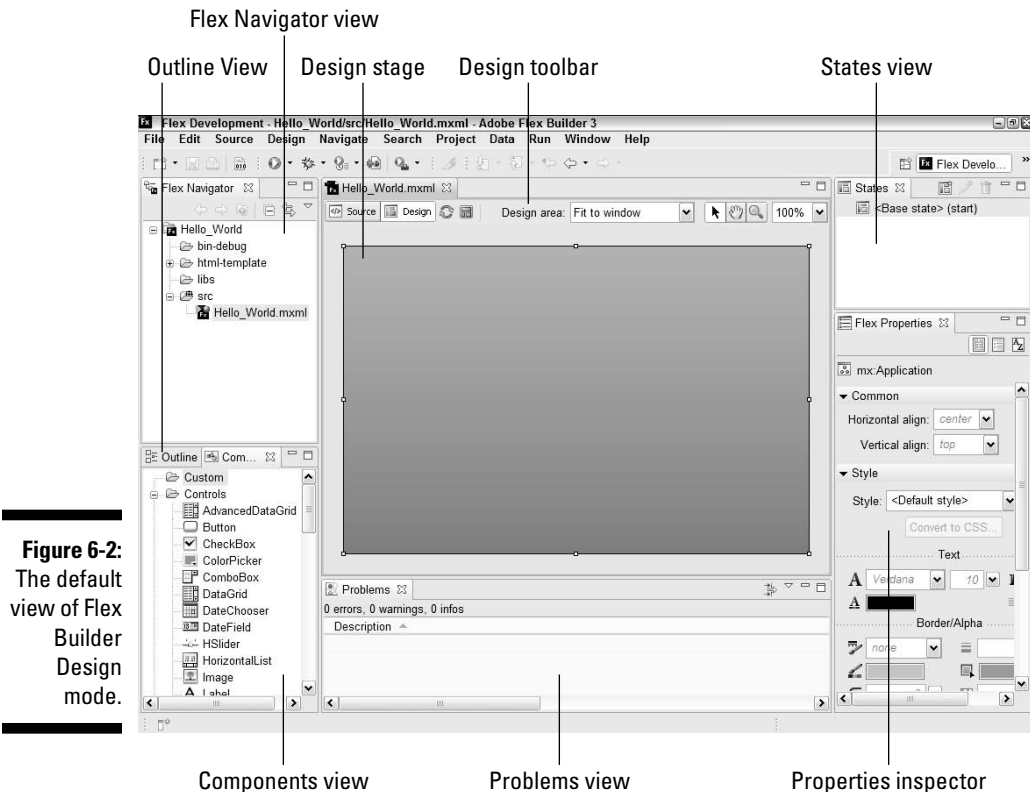 Flex Navigator view
Outline View
Design stage
Design toolbar
States view
Flex Development - Hello_World/src/Hello_World.mxml - Adobe Flex Builder 3
File Edit Source Design Navigate Search Project Data Run Window Help
Flex Develo...
»
Flex Navigator
Hello_World
bin-debug
html-template
libs
src
Hello_World.mxml
Hello_World.mxml
Source
Design
Design area: Fit to window
100%
States
<Base state> (start)
Flex Properties
mx:Application
Common
Horizontal align: center
Vertical align: top
Style
Style: <Default style>
Convert to CSS...
Text
Verdana
10
Border/Alpha
none
Outline
Com...
Custom
Controls
AdvancedDataGrid
Button
CheckBox
ColorPicker
ComboBox
DataGrid
DateChooser
DateField
HSlider
HorizontalList
Image
Label
Problems
0 errors, 0 warnings, 0 infos
Description
Figure 6-2:
The default
view of Flex
Builder
Design
mode.
Components view
Problems view
Properties inspector